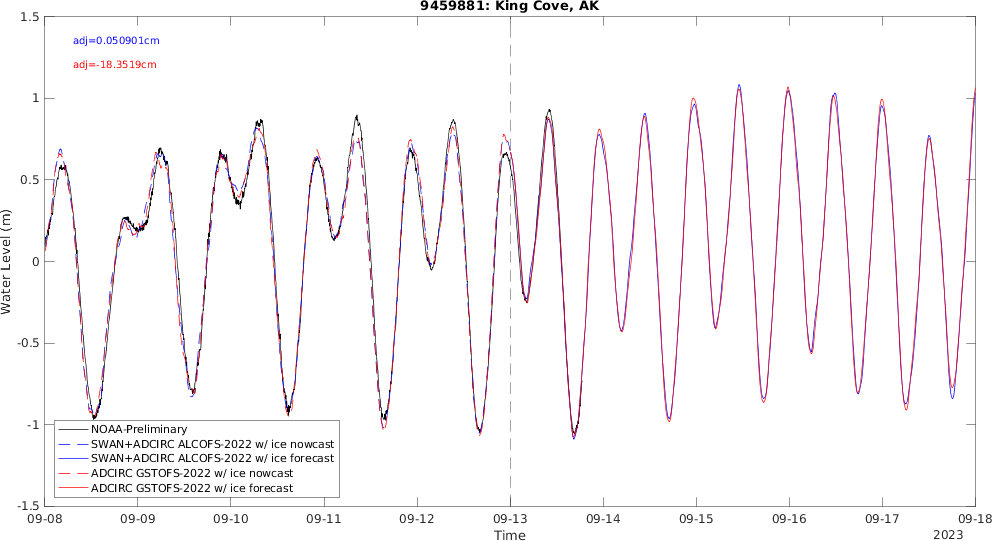 9459881: King Cove, AK
adj=0.050901cm
adj=-18.3519cm
1.5
1
0.5
0
-0.5
-1
-1.5
Water Level (m)
NOAA-Preliminary
SWAN+ADCIRC ALCOFS-2022 w/ ice nowcast
SWAN+ADCIRC ALCOFS-2022 w/ ice forecast
ADCIRC GSTOFS-2022 w/ ice nowcast
ADCIRC GSTOFS-2022 w/ ice forecast
09-08 09-09 09-10 09-11 09-12 09-13 09-14 09-15 09-16 09-17 09-18
Time
2023